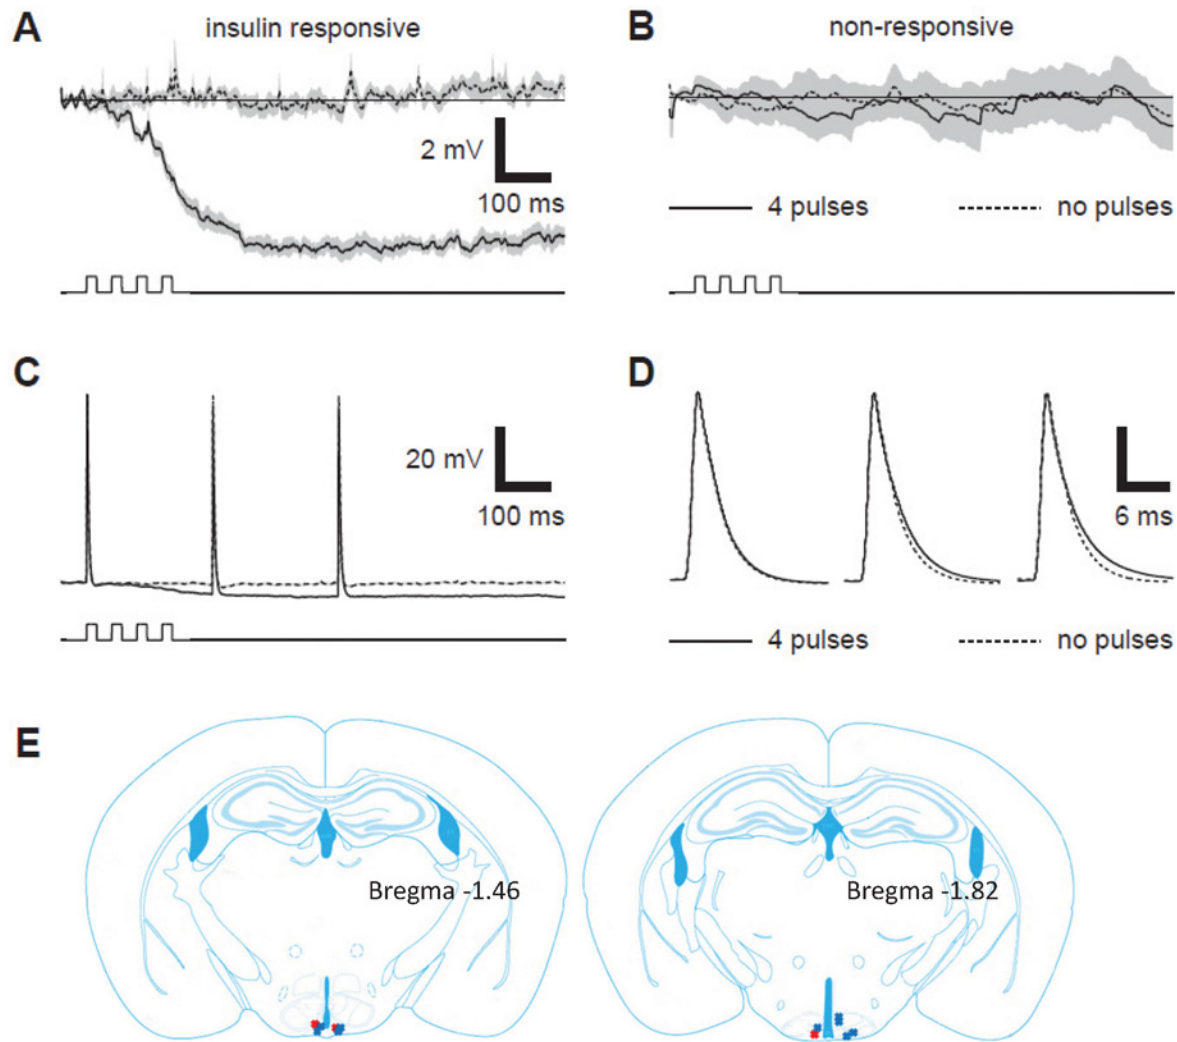 A
insulin responsive
B
non-responsive
2 mV
100 ms
4 pulses
no pulses
C
20 mV
100 ms
D
6 ms
4 pulses
no pulses
E
Bregma -1.46
Bregma -1.82